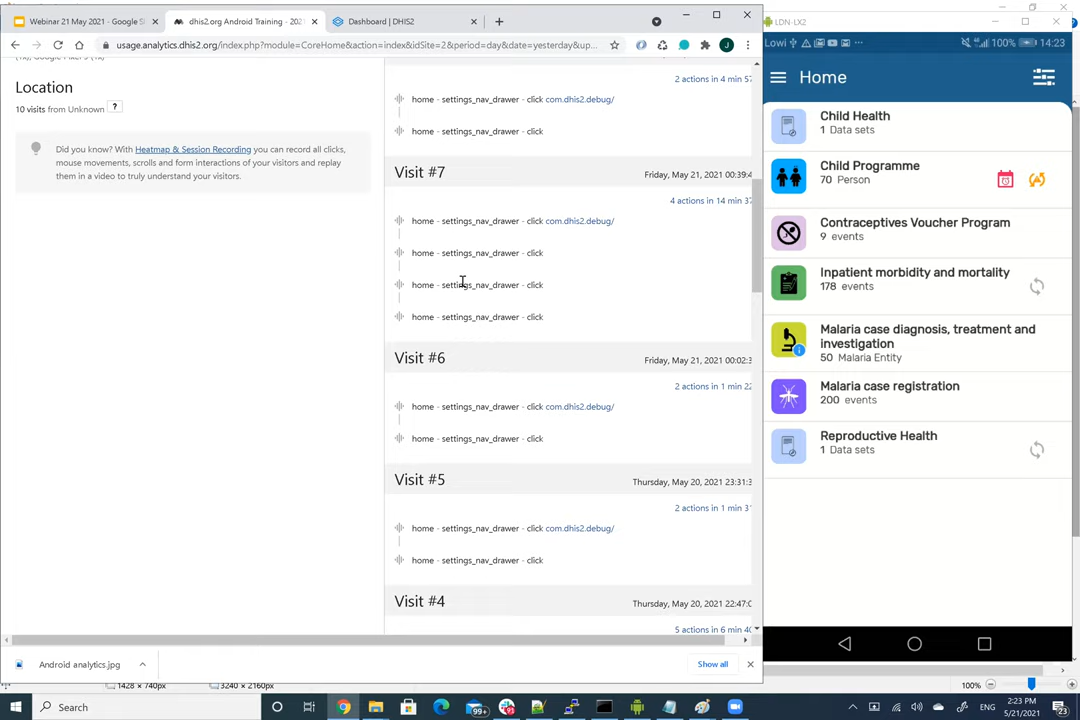 Webinar 21 May 2021 - Google Sl
dhis2.org Android Training - 2021
Dashboard | DHIS2
usage.analytics.dhis2.org/index.php?module=CoreHome&action=index&idSite=2&period=day&date=yesterday&up...
J
Location
10 visits from Unknown ?
Did you know? With Heatmap & Session Recording you can record all clicks,
mouse movements, scrolls and form interactions of your visitors and replay
them in a video to truly understand your visitors.
2 actions in 4 min 57
home - settings_nav_drawer - click com.dhis2.debug/
home - settings_nav_drawer - click
Visit #7
Friday, May 21, 2021 00:39:4
4 actions in 14 min 37
home - settings_nav_drawer - click com.dhis2.debug/
home - settings_nav_drawer - click
home - settings_nav_drawer - click
home - settings_nav_drawer - click
Visit #6
Friday, May 21, 2021 00:02:3
2 actions in 1 min 22
home - settings_nav_drawer - click com.dhis2.debug/
home - settings_nav_drawer - click
Visit #5
Thursday, May 20, 2021 23:31:3
2 actions in 1 min 31
home - settings_nav_drawer - click com.dhis2.debug/
home - settings_nav_drawer - click
Visit #4
Thursday, May 20, 2021 22:47:0
5 actions in 6 min 40
Android analytics.jpg
Show all
LDN-LX2
Lowi
100%
14:23
Home
Child Health
1 Data sets
Child Programme
70 Person
Contraceptives Voucher Program
9 events
Inpatient morbidity and mortality
178 events
Malaria case diagnosis, treatment and
investigation
50 Malaria Entity
Malaria case registration
200 events
Reproductive Health
1 Data sets
1428 × 740px
3240 × 2160px
100%
Search
99+
ENG
2:23 PM
5/21/2021
23